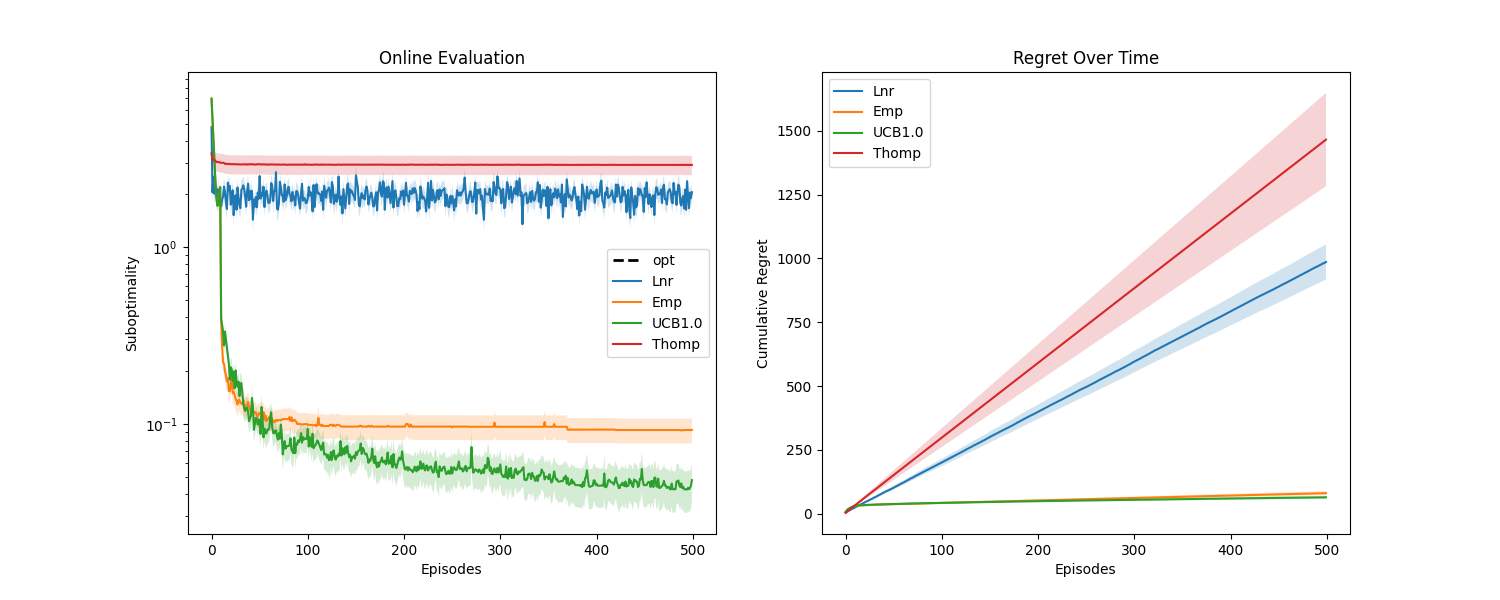 Online Evaluation
Suboptimality
10⁰
10⁻¹
opt
Lnr
Emp
UCB1.0
Thomp
0 100 200 300 400 500
Episodes
Regret Over Time
Cumulative Regret
1500
1250
1000
750
500
250
0
Lnr
Emp
UCB1.0
Thomp
0 100 200 300 400 500
Episodes